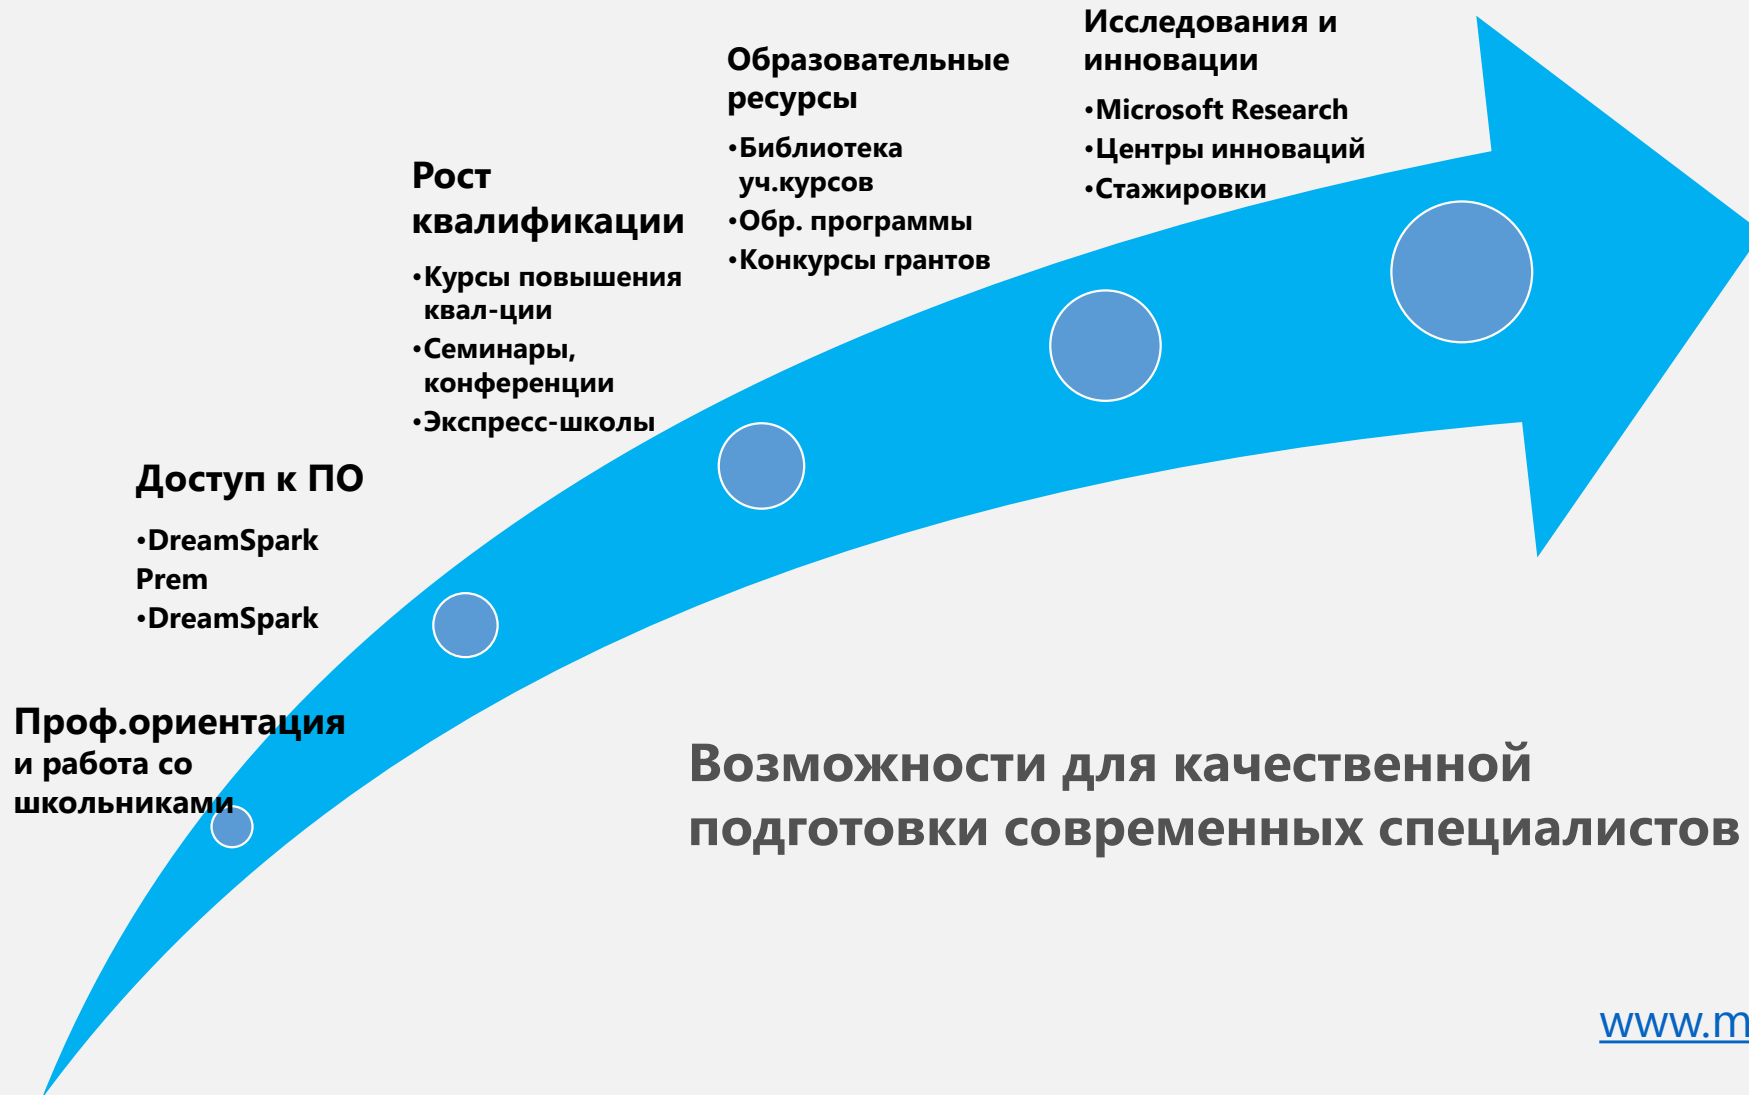 Исследования и
инновации
•Microsoft Research
•Центры инноваций
•Стажировки
Образовательные
ресурсы
•Библиотека
уч.курсов
•Обр. программы
•Конкурсы грантов
Рост
квалификации
•Курсы повышения
квал-ции
•Семинары,
конференции
•Экспресс-школы
Доступ к ПО
•DreamSpark
Prem
•DreamSpark
Проф.ориентация
и работа со
школьниками
Возможности для качественной
подготовки современных специалистов
www.m